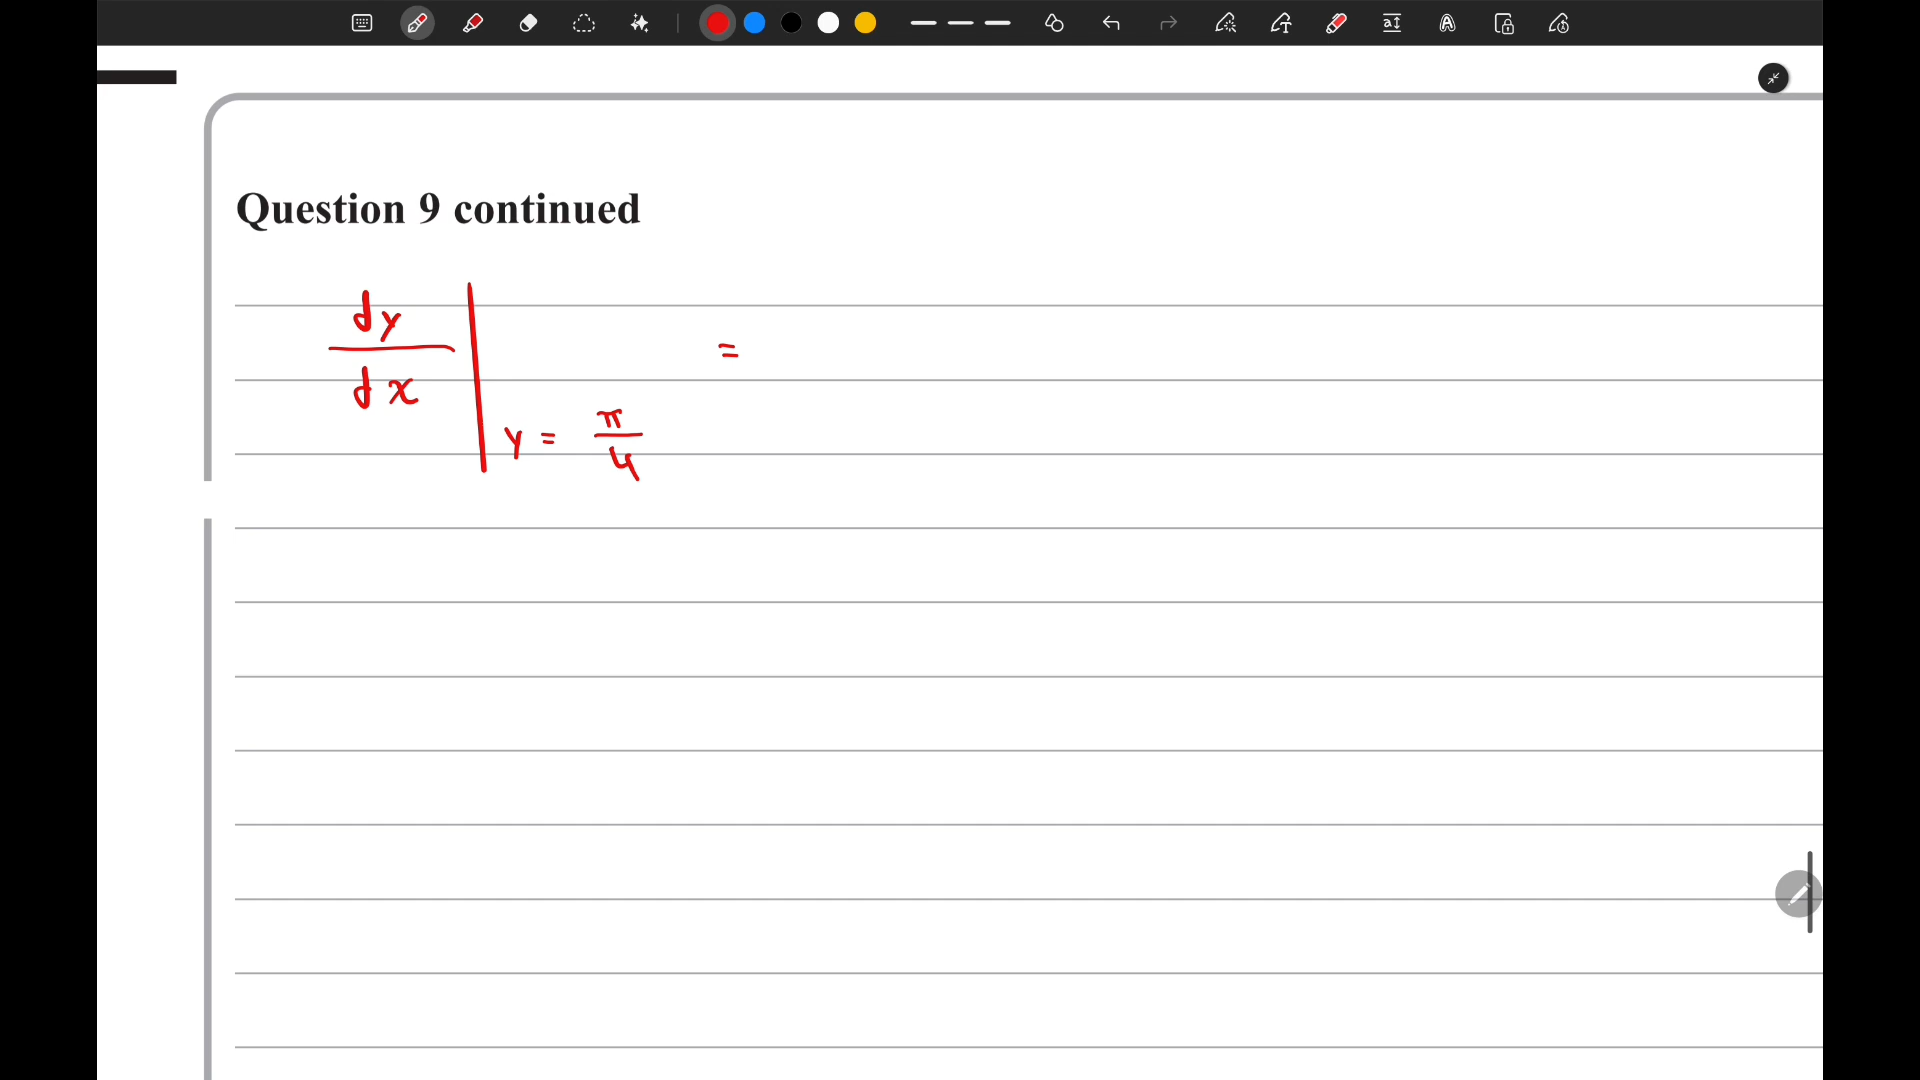 Question 9 continued
dy
dx
=
y = π
4